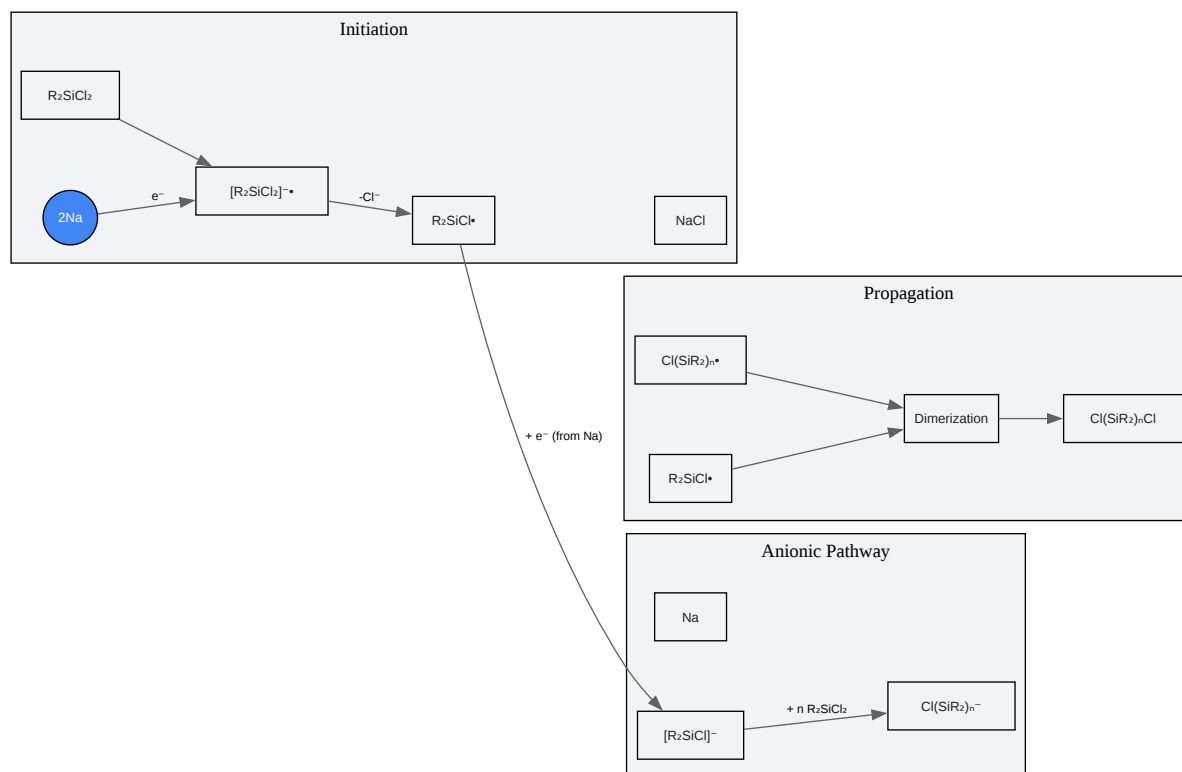 Initiation
R₂SiCl₂
2Na
e⁻
[R₂SiCl₂]⁻•
-Cl⁻
R₂SiCl•
NaCl
Propagation
Cl(SiR₂)ₙ•
R₂SiCl•
Dimerization
Cl(SiR₂)ₙCl
+ e⁻ (from Na)
Anionic Pathway
Na
[R₂SiCl]⁻
+ n R₂SiCl₂
Cl(SiR₂)ₙ⁻